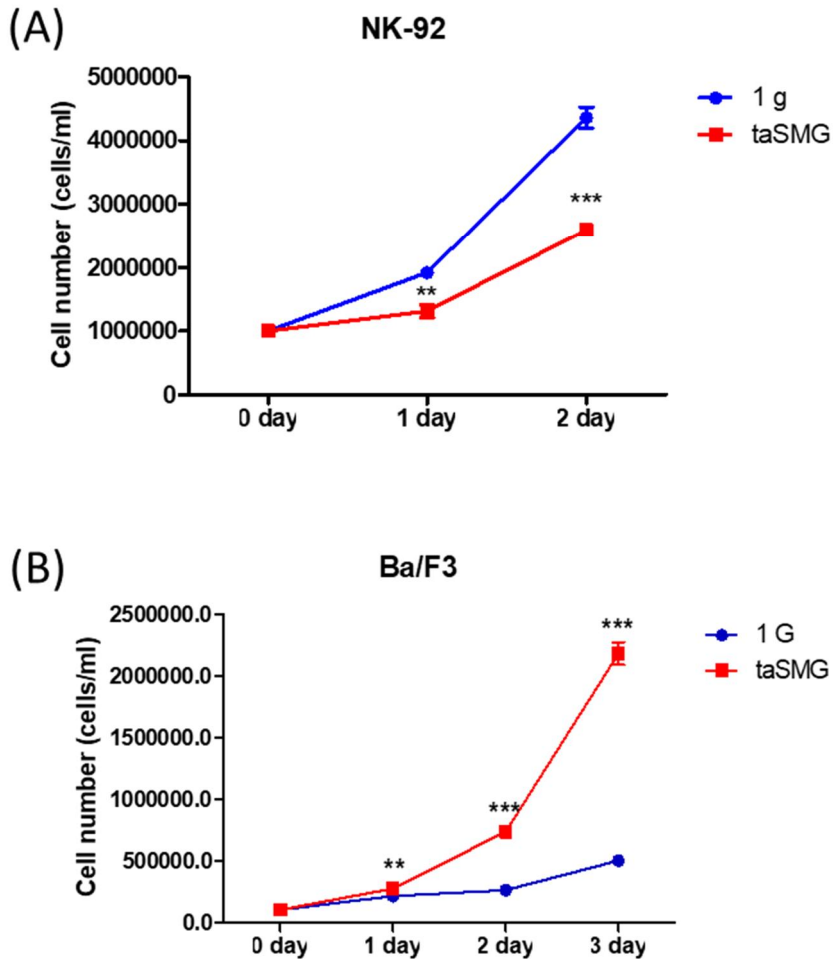 (A)
NK-92
Cell number (cells/ml)
5000000
4000000
3000000
2000000
1000000
0
0 day
1 day
2 day
**
***
1 g
taSMG
(B)
Ba/F3
Cell number (cells/ml)
2500000.0
2000000.0
1500000.0
1000000.0
500000.0
0.0
0 day
1 day
2 day
3 day
**
***
***
1 G
taSMG